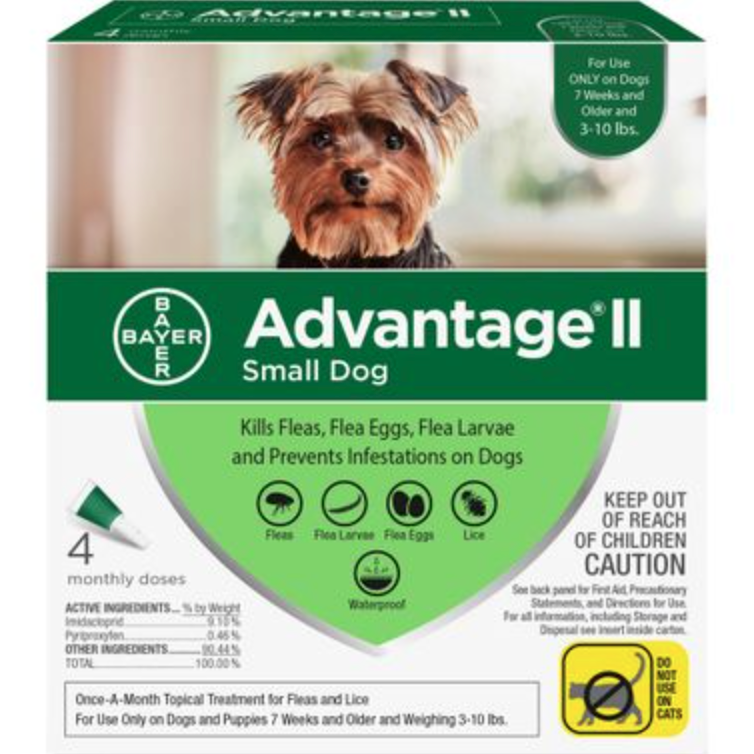 Advantage® II
Small Dog
4 monthly
doses
3-10 lbs.
For Use
ONLY on Dogs
7 Weeks and
Older and
3-10 lbs.
BAYER
BAYER
Advantage® II
Small Dog
Kills Fleas, Flea Eggs, Flea Larvae
and Prevents Infestations on Dogs
Fleas Flea Larvae Flea Eggs Lice
Waterproof
4
monthly doses
ACTIVE INGREDIENTS... % by Weight
Imidacloprid 9.10%
Pyriproxyfen 0.46%
OTHER INGREDIENTS 90.44%
TOTAL 100.00%
KEEP OUT
OF REACH
OF CHILDREN
CAUTION
See back panel for First Aid, Precautionary
Statements, and Directions for Use.
For all information, including Storage and
Disposal see insert inside carton.
Once-A-Month Topical Treatment for Fleas and Lice
For Use Only on Dogs and Puppies 7 Weeks and Older and Weighing 3-10 lbs.
DO
NOT
USE
ON
CATS